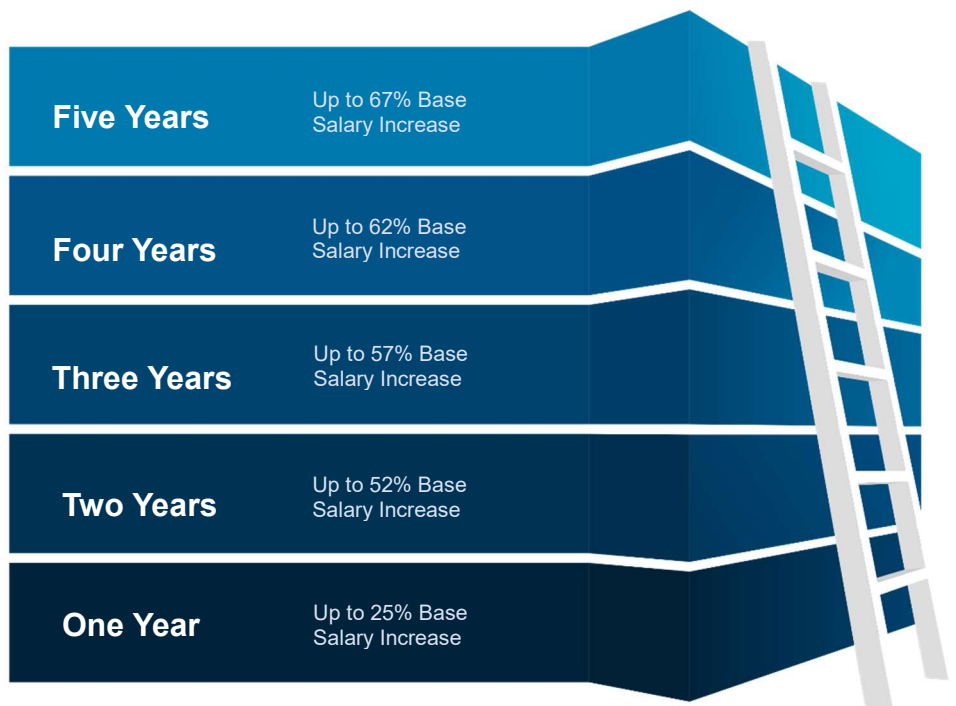 Five Years
Up to 67% Base
Salary Increase
Four Years
Up to 62% Base
Salary Increase
Three Years
Up to 57% Base
Salary Increase
Two Years
Up to 52% Base
Salary Increase
One Year
Up to 25% Base
Salary Increase